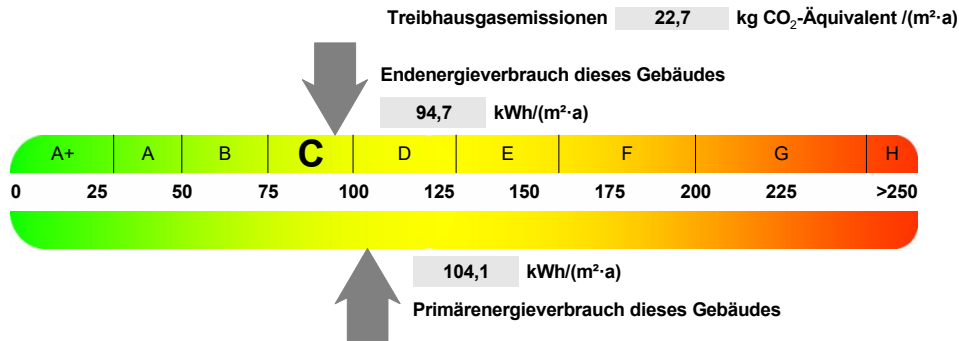 Treibhausgasemissionen 22,7 kg CO₂-Äquivalent /(m²·a)
Endenergieverbrauch dieses Gebäudes
94,7 kWh/(m²·a)
A+ A B C D E F G H
0 25 50 75 100 125 150 175 200 225 >250
104,1 kWh/(m²·a)
Primärenergieverbrauch dieses Gebäudes